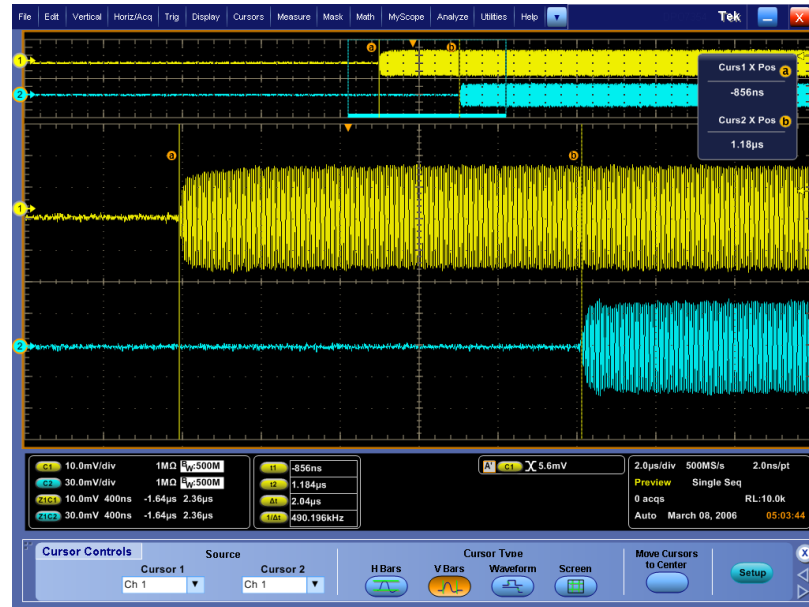 File Edit Vertical Horiz/Acq Trig Display Cursors Measure Mask Math MyScope Analyze Utilities Help Tek X
a b
1
2
Curs1 X Pos a
-856ns
Curs2 X Pos b
1.18µs
a b
1
2
C1 10.0mV/div 1MΩ BW:500M
C2 30.0mV/div 1MΩ BW:500M
Z1C1 10.0mV 400ns -1.64µs 2.36µs
Z1C2 30.0mV 400ns -1.64µs 2.36µs
t1 -856ns
t2 1.184µs
Δt 2.04µs
1/Δt 490.196kHz
A' C1 5.6mV
2.0µs/div 500MS/s 2.0ns/pt
Preview Single Seq
0 acqs RL:10.0k
Auto March 08, 2006 05:03:44
Cursor Controls
Source
Cursor 1 Cursor 2
Ch 1 Ch 1
Cursor Type
H Bars V Bars Waveform Screen
Move Cursors
to Center
Setup
X